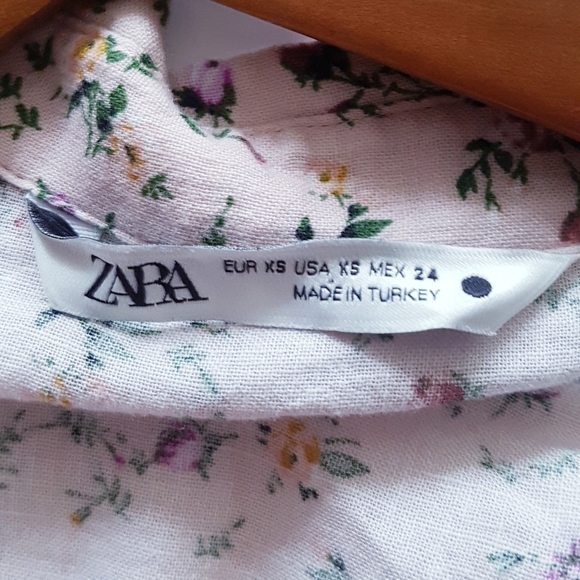 ZARA
EUR XS USA XS MEX 24
MADE IN TURKEY